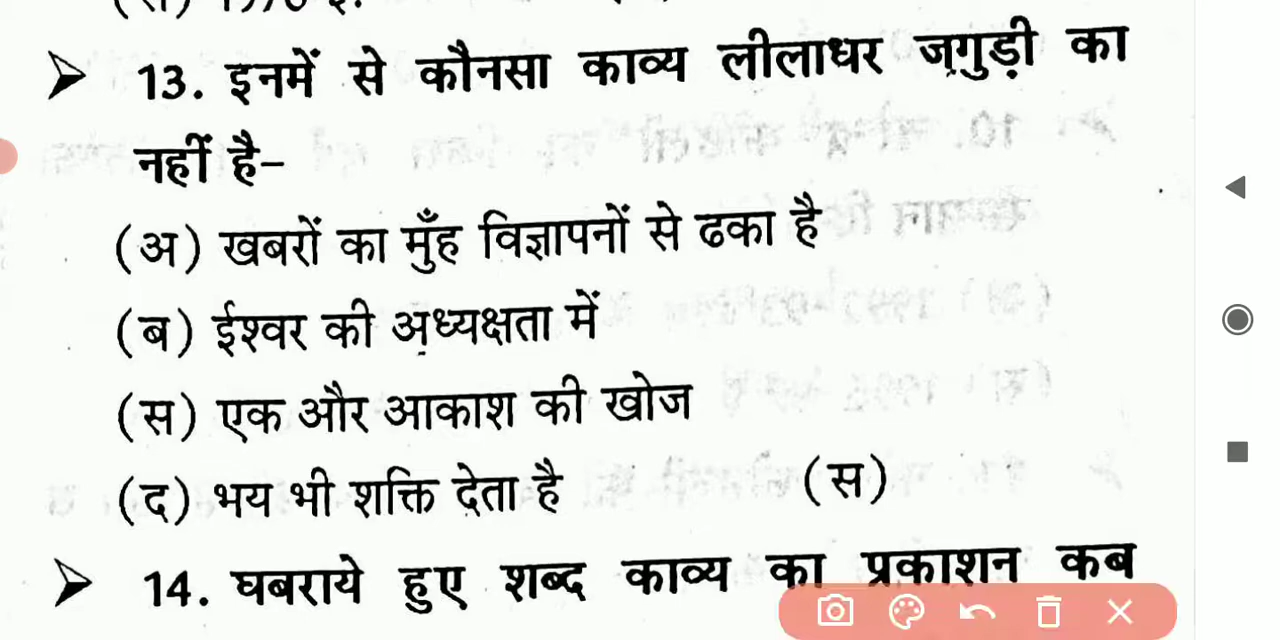 (स) 1998 ई.
➢ 13. इनमें से कौनसा काव्य लीलाधर जगुड़ी का
नहीं है–
(अ) खबरों का मुँह विज्ञापनों से ढका है
(ब) ईश्वर की अध्यक्षता में
(स) एक और आकाश की खोज
(द) भय भी शक्ति देता है (स)
➢ 14. घबराये हुए शब्द काव्य का प्रकाशन कब